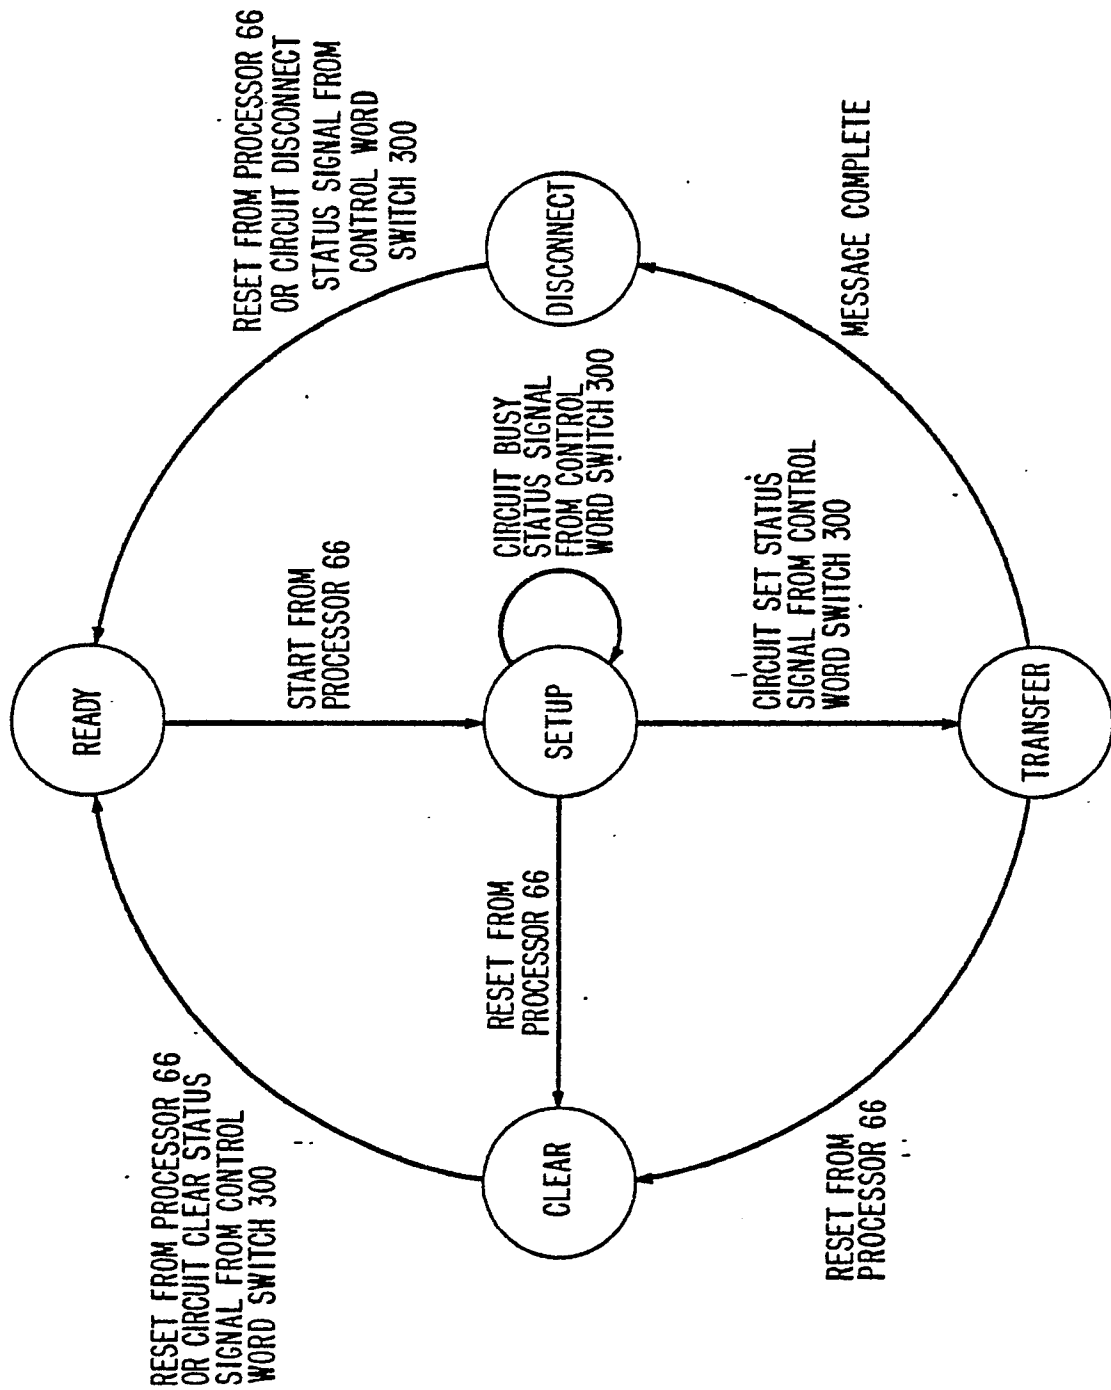 RESET FROM PROCESSOR 66
OR CIRCUIT CLEAR STATUS
SIGNAL FROM CONTROL
WORD SWITCH 300
READY
RESET FROM PROCESSOR 66
OR CIRCUIT DISCONNECT
STATUS SIGNAL FROM
CONTROL WORD
SWITCH 300
START FROM
PROCESSOR 66
CLEAR
RESET FROM
PROCESSOR 66
SETUP
CIRCUIT BUSY
STATUS SIGNAL
FROM CONTROL
WORD SWITCH 300
DISCONNECT
CIRCUIT SET STATUS
SIGNAL FROM CONTROL
WORD SWITCH 300
RESET FROM
PROCESSOR 66
TRANSFER
MESSAGE COMPLETE